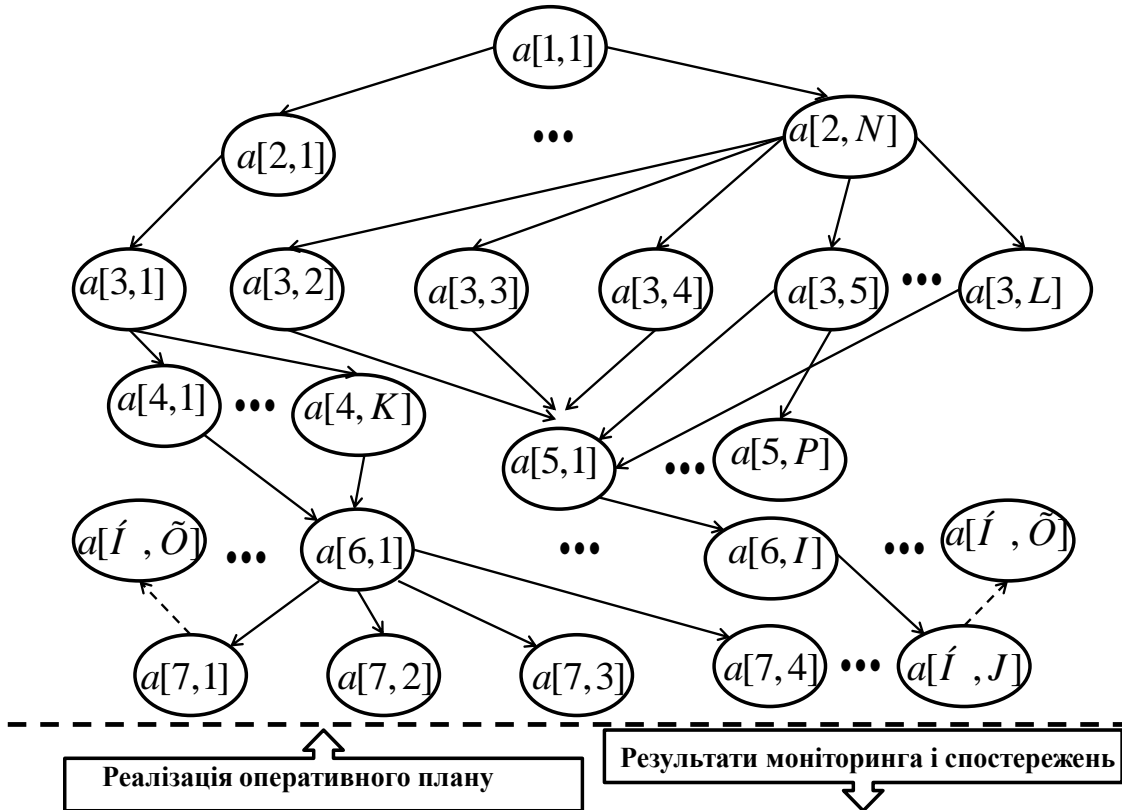 a[1,1]
a[2,1] ••• a[2,N]
a[3,1] a[3,2] a[3,3] a[3,4] a[3,5] ••• a[3,L]
a[4,1] ••• a[4,K]
a[5,1] ••• a[5,P]
a[Í ,Õ] ••• a[6,1] ••• a[6,I] ••• a[Í ,Õ]
a[7,1] a[7,2] a[7,3] a[7,4] ••• a[Í ,J]
Реалізація оперативного плану
Результати моніторинга і спостережень